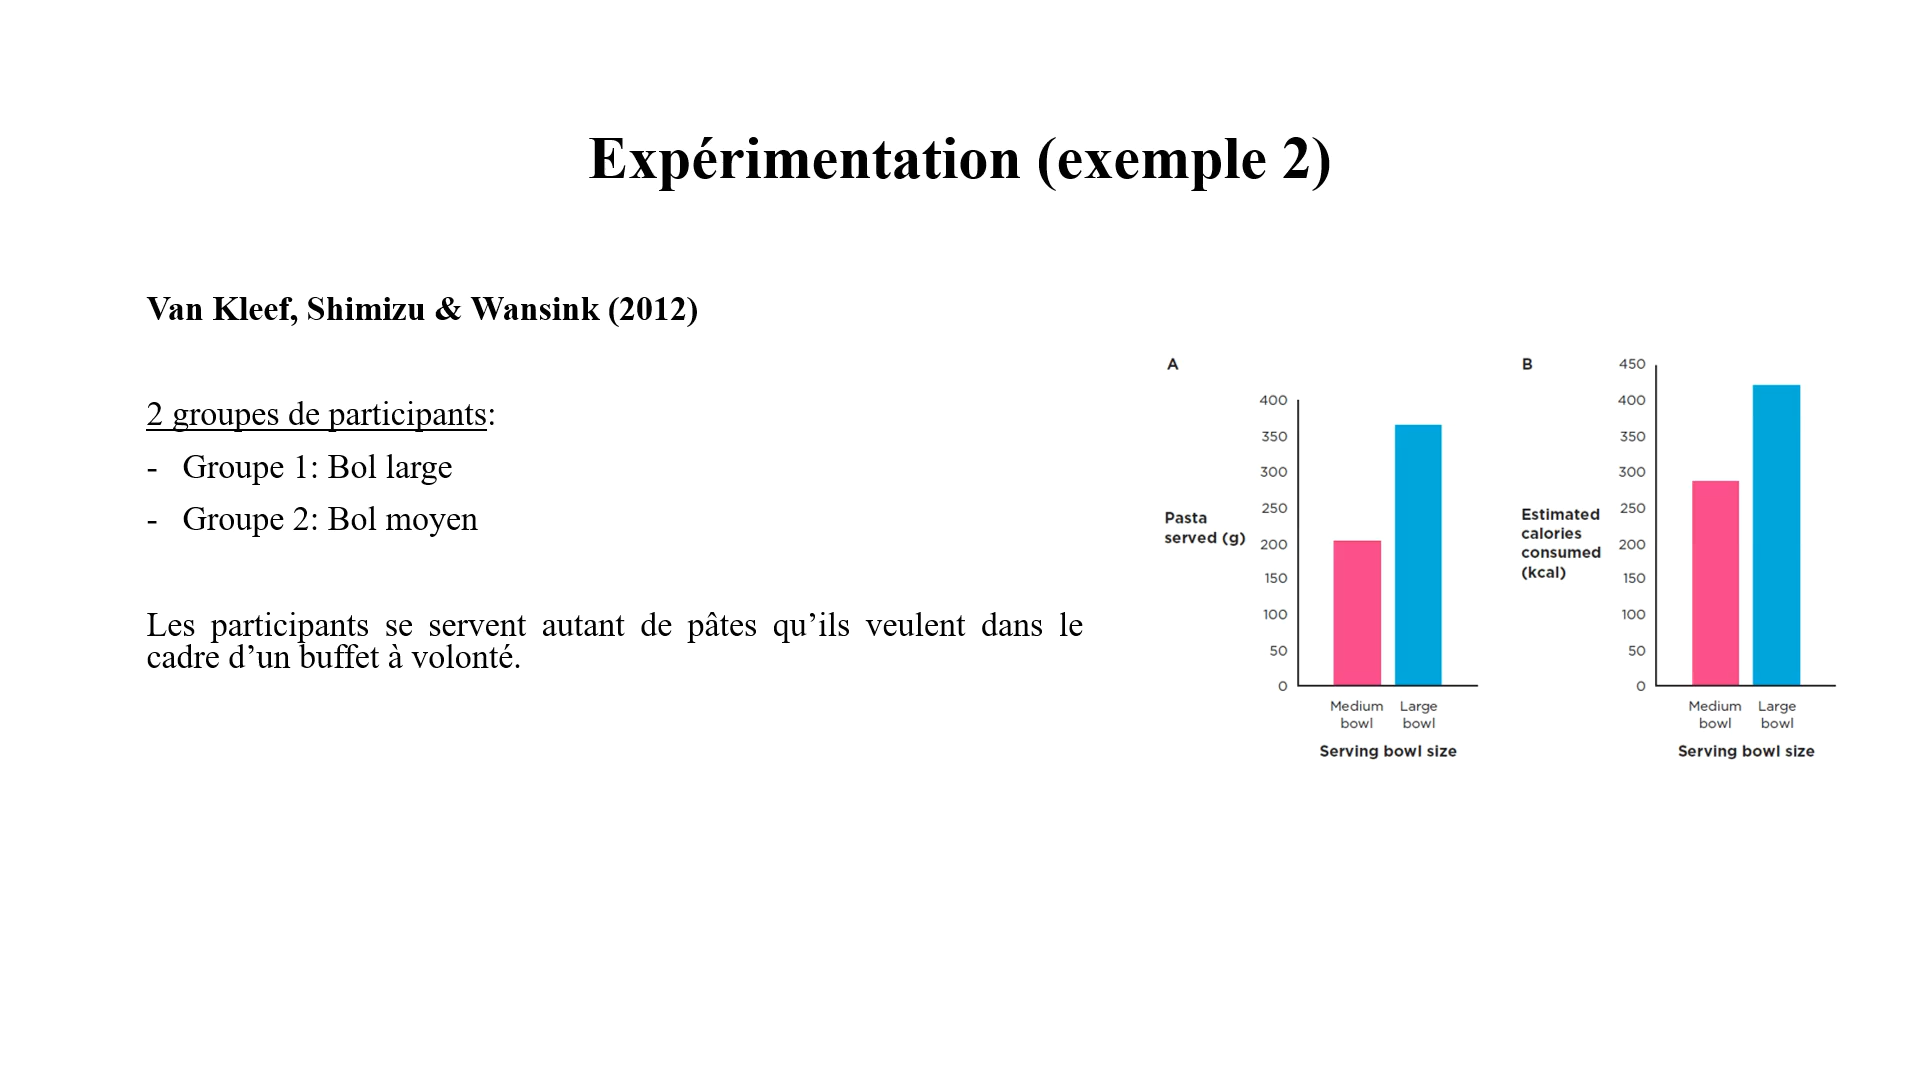 Expérimentation (exemple 2)
Van Kleef, Shimizu & Wansink (2012)
2 groupes de participants:
- Groupe 1: Bol large
- Groupe 2: Bol moyen
Les participants se servent autant de pâtes qu’ils veulent dans le
cadre d’un buffet à volonté.
A
400
350
300
250
200
150
100
50
0
Pasta
served (g)
Medium
bowl
Large
bowl
Serving bowl size
B
450
400
350
300
250
200
150
100
50
0
Estimated
calories
consumed
(kcal)
Medium
bowl
Large
bowl
Serving bowl size